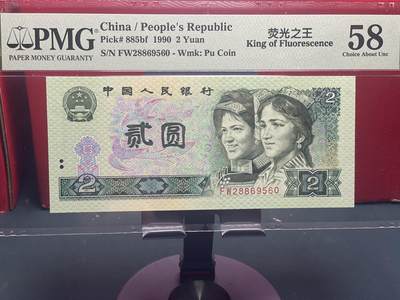 PMG
PAPER MONEY GUARANTY
China / People's Republic
Pick# 885bf 1990 2 Yuan
S/N FW28869560 - Wmk: Pu Coin
荧光之王
King of Fluorescence
58
Choice About Unc
中国人民银行
2
贰圆
FW28869560
2
2